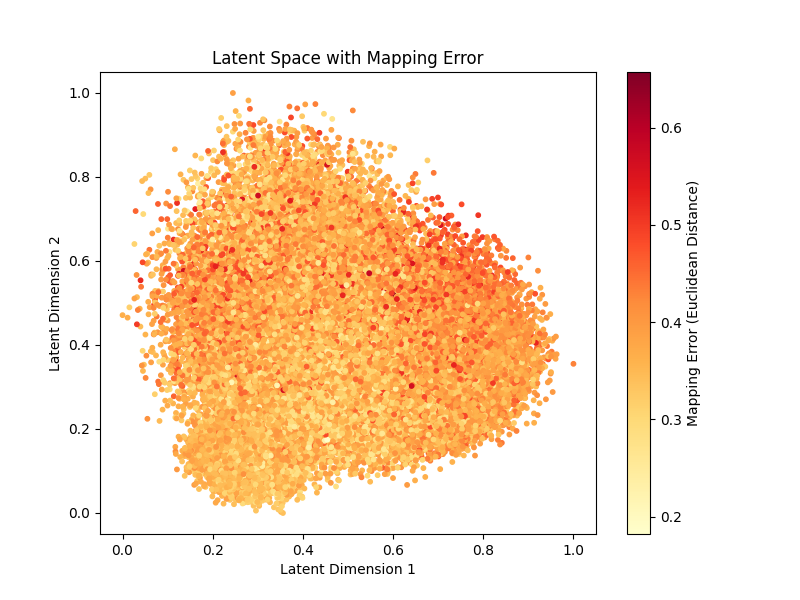 Latent Space with Mapping Error
1.0
0.8
0.6
0.4
0.2
0.0
Latent Dimension 2
0.0 0.2 0.4 0.6 0.8 1.0
Latent Dimension 1
0.6
0.5
0.4
0.3
0.2
Mapping Error (Euclidean Distance)